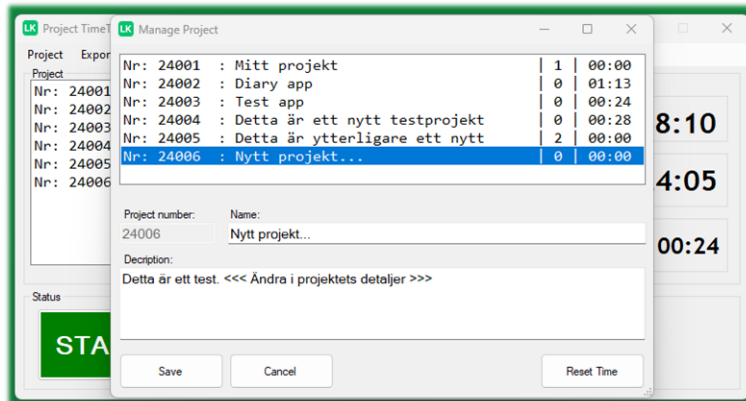 LK Project TimeT
Project Expor
Project
Nr: 24001
Nr: 24002
Nr: 24003
Nr: 24004
Nr: 24005
Nr: 24006
Status
STA
LK Manage Project
Nr: 24001 : Mitt projekt | 1 | 00:00
Nr: 24002 : Diary app | 0 | 01:13
Nr: 24003 : Test app | 0 | 00:24
Nr: 24004 : Detta är ett nytt testprojekt | 0 | 00:28
Nr: 24005 : Detta är ytterligare ett nytt | 2 | 00:00
Nr: 24006 : Nytt projekt... | 0 | 00:00
Project number: Name:
24006 Nytt projekt...
Decription:
Detta är ett test. <<< Ändra i projektets detaljer >>>
Save Cancel Reset Time
8:10
4:05
00:24